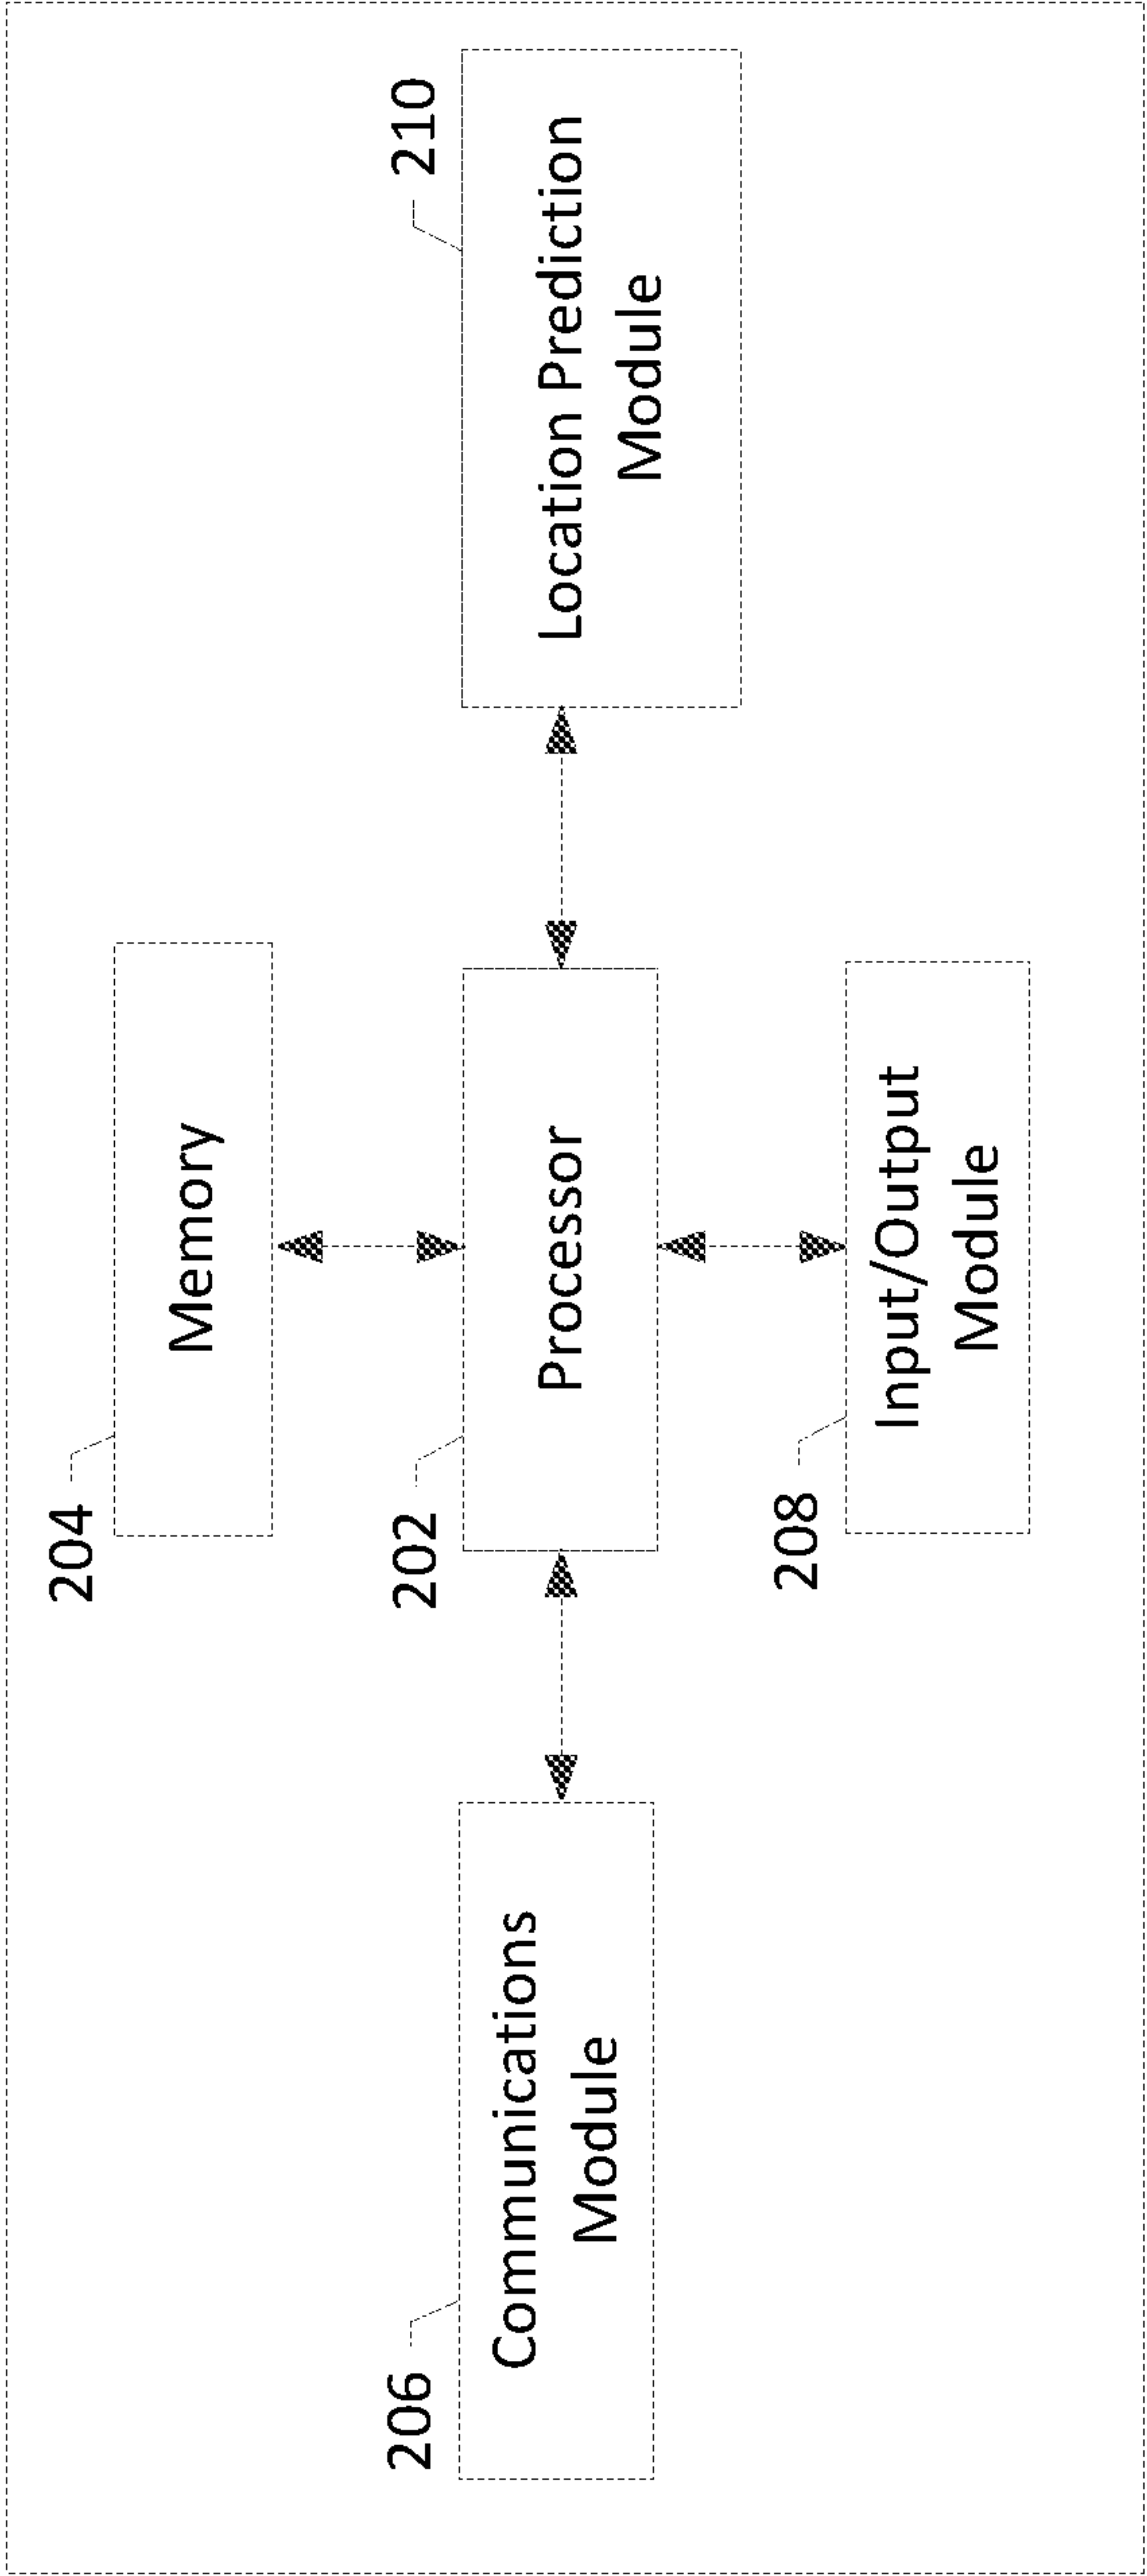 204
Memory
206
Communications
Module
202
Processor
210
Location Prediction
Module
208
Input/Output
Module